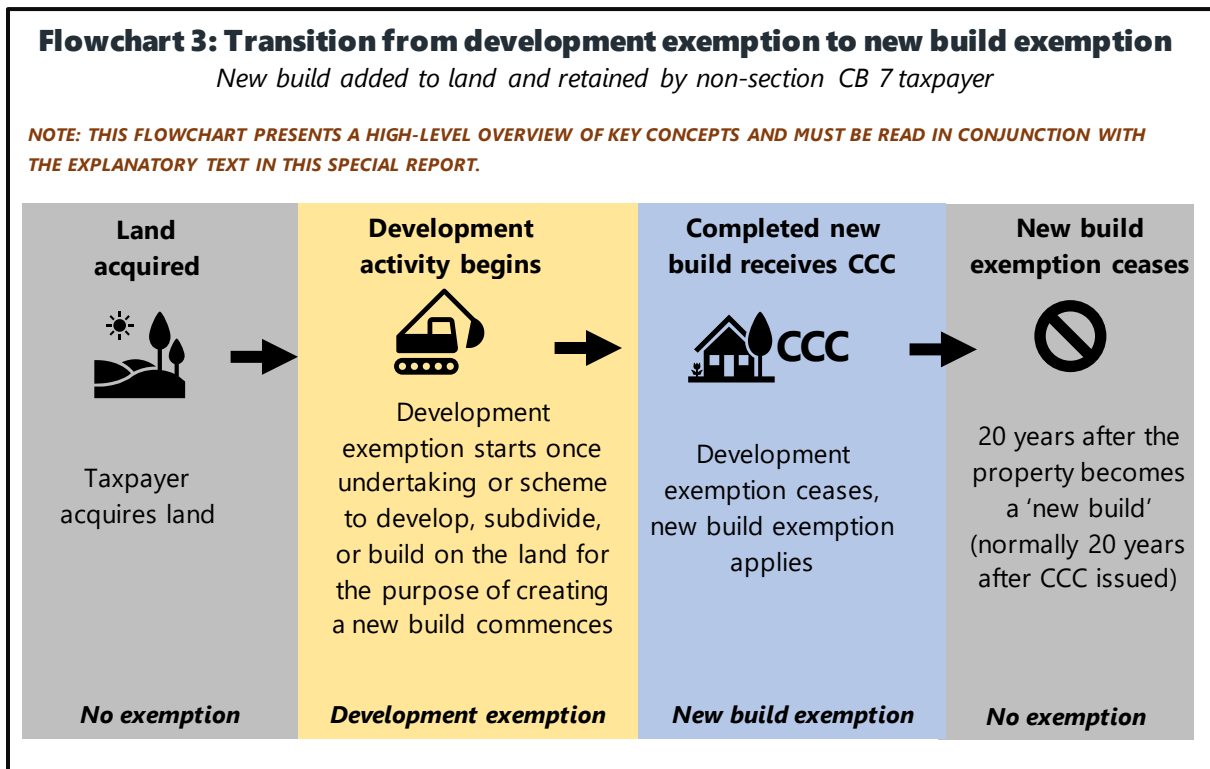 Flowchart 3: Transition from development exemption to new build exemption
New build added to land and retained by non-section CB 7 taxpayer
NOTE: THIS FLOWCHART PRESENTS A HIGH-LEVEL OVERVIEW OF KEY CONCEPTS AND MUST BE READ IN CONJUNCTION WITH
THE EXPLANATORY TEXT IN THIS SPECIAL REPORT.
Land
acquired
Taxpayer
acquires land
No exemption
Development
activity begins
Development
exemption starts once
undertaking or scheme
to develop, subdivide,
or build on the land for
the purpose of creating
a new build commences
Development exemption
Completed new
build receives CCC
CCC
Development
exemption ceases,
new build exemption
applies
New build exemption
New build
exemption ceases
20 years after the
property becomes
a ‘new build’
(normally 20 years
after CCC issued)
No exemption